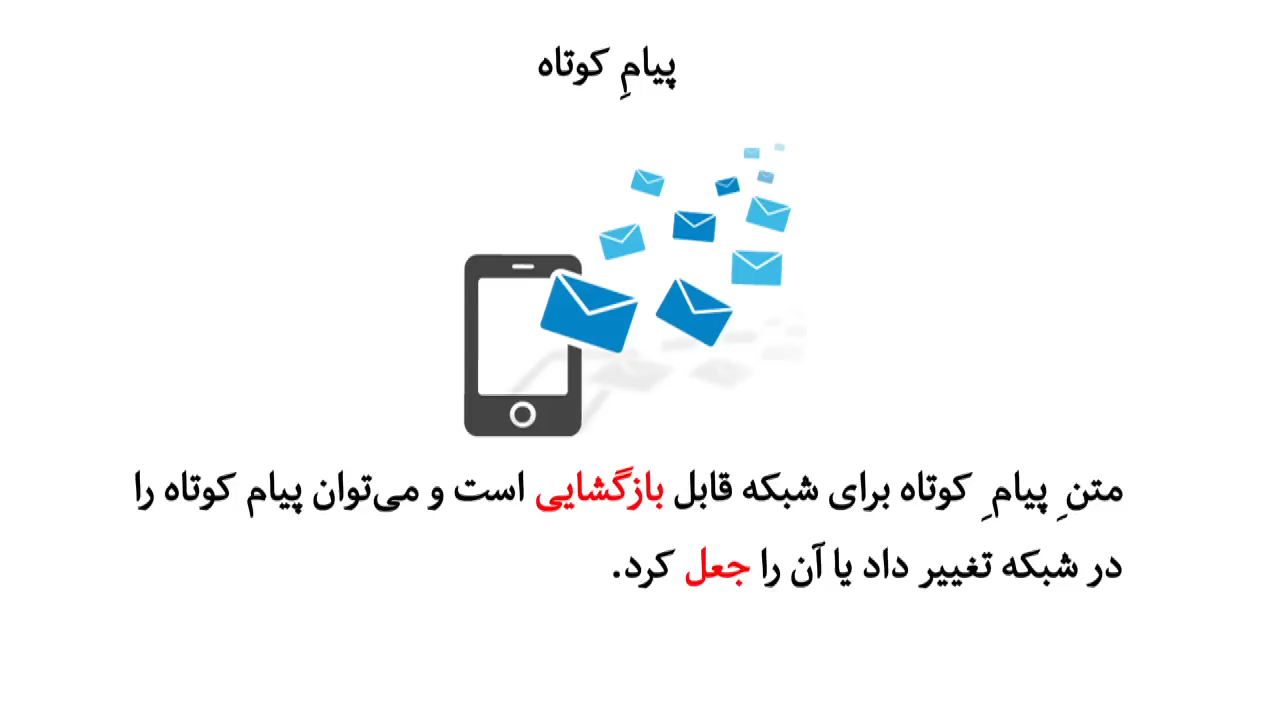 پیامِ کوتاه
متنِ پیامِ کوتاه برای شبکه قابل بازگشایی است و می‌توان پیام کوتاه را
در شبکه تغییر داد یا آن را جعل کرد.